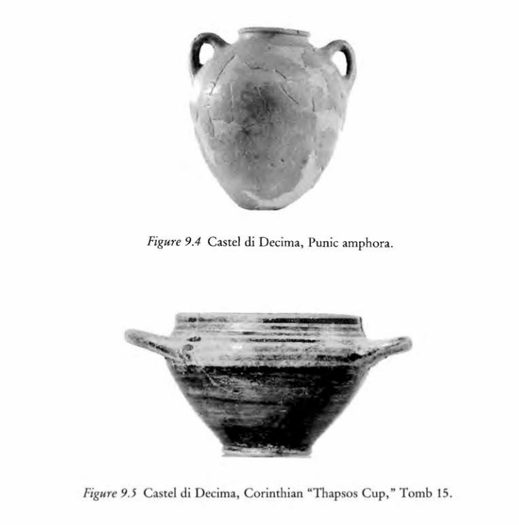 Figure 9.4 Castel di Decima, Punic amphora.
Figure 9.5 Castel di Decima, Corinthian “Thapsos Cup,” Tomb 15.